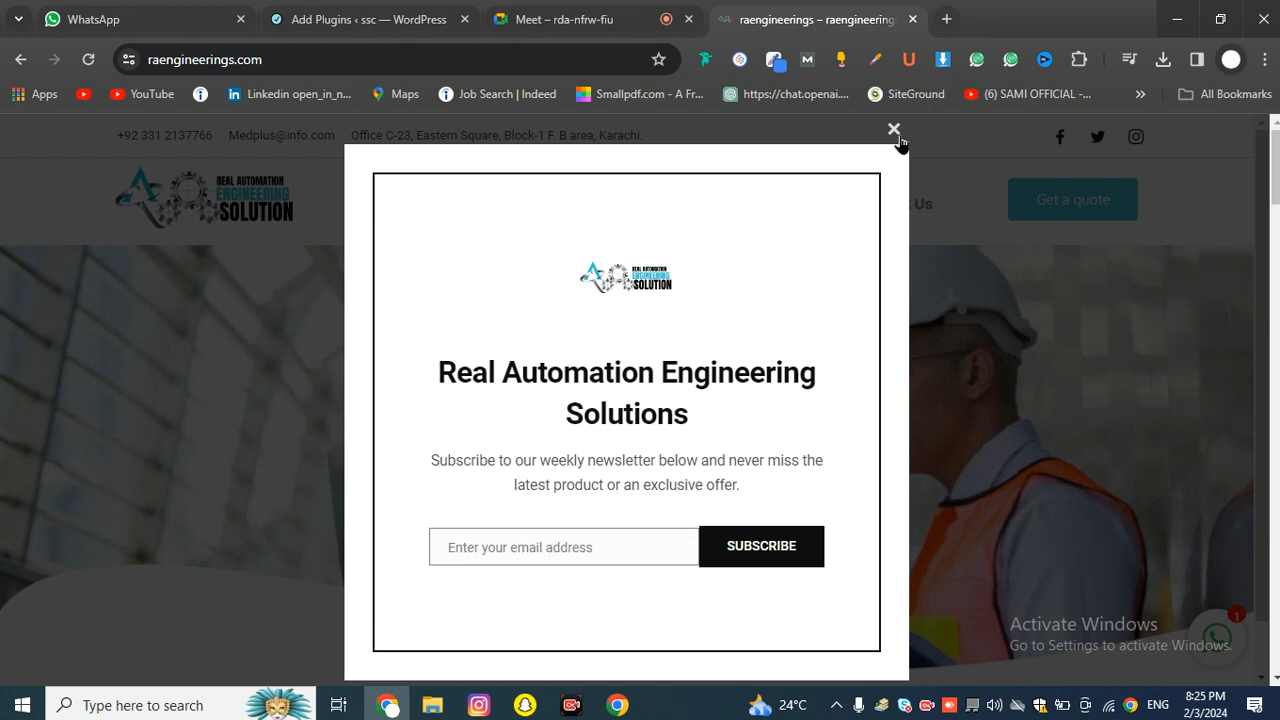 WhatsApp
Add Plugins ‹ ssc — WordPress
Meet – rda-nfrw-fiu
raengineerings – raengineering
raengineerings.com
Apps
YouTube
Linkedin open_in_n...
Maps
Job Search | Indeed
Smallpdf.com - A Fr...
https://chat.openai....
SiteGround
(6) SAMI OFFICIAL -...
All Bookmarks
+92 331 2137766
Medplus@info.com
Office C-23, Eastern Square, Block-1 F. B area, Karachi.
REAL AUTOMATION
ENGINEERING
SOLUTION
Us
Get a quote
REAL AUTOMATION
ENGINEERING
SOLUTION
Real Automation Engineering
Solutions
Subscribe to our weekly newsletter below and never miss the
latest product or an exclusive offer.
Enter your email address
SUBSCRIBE
1
Activate Windows
Go to Settings to activate Windows.
Type here to search
24°C
ENG
8:25 PM
2/3/2024